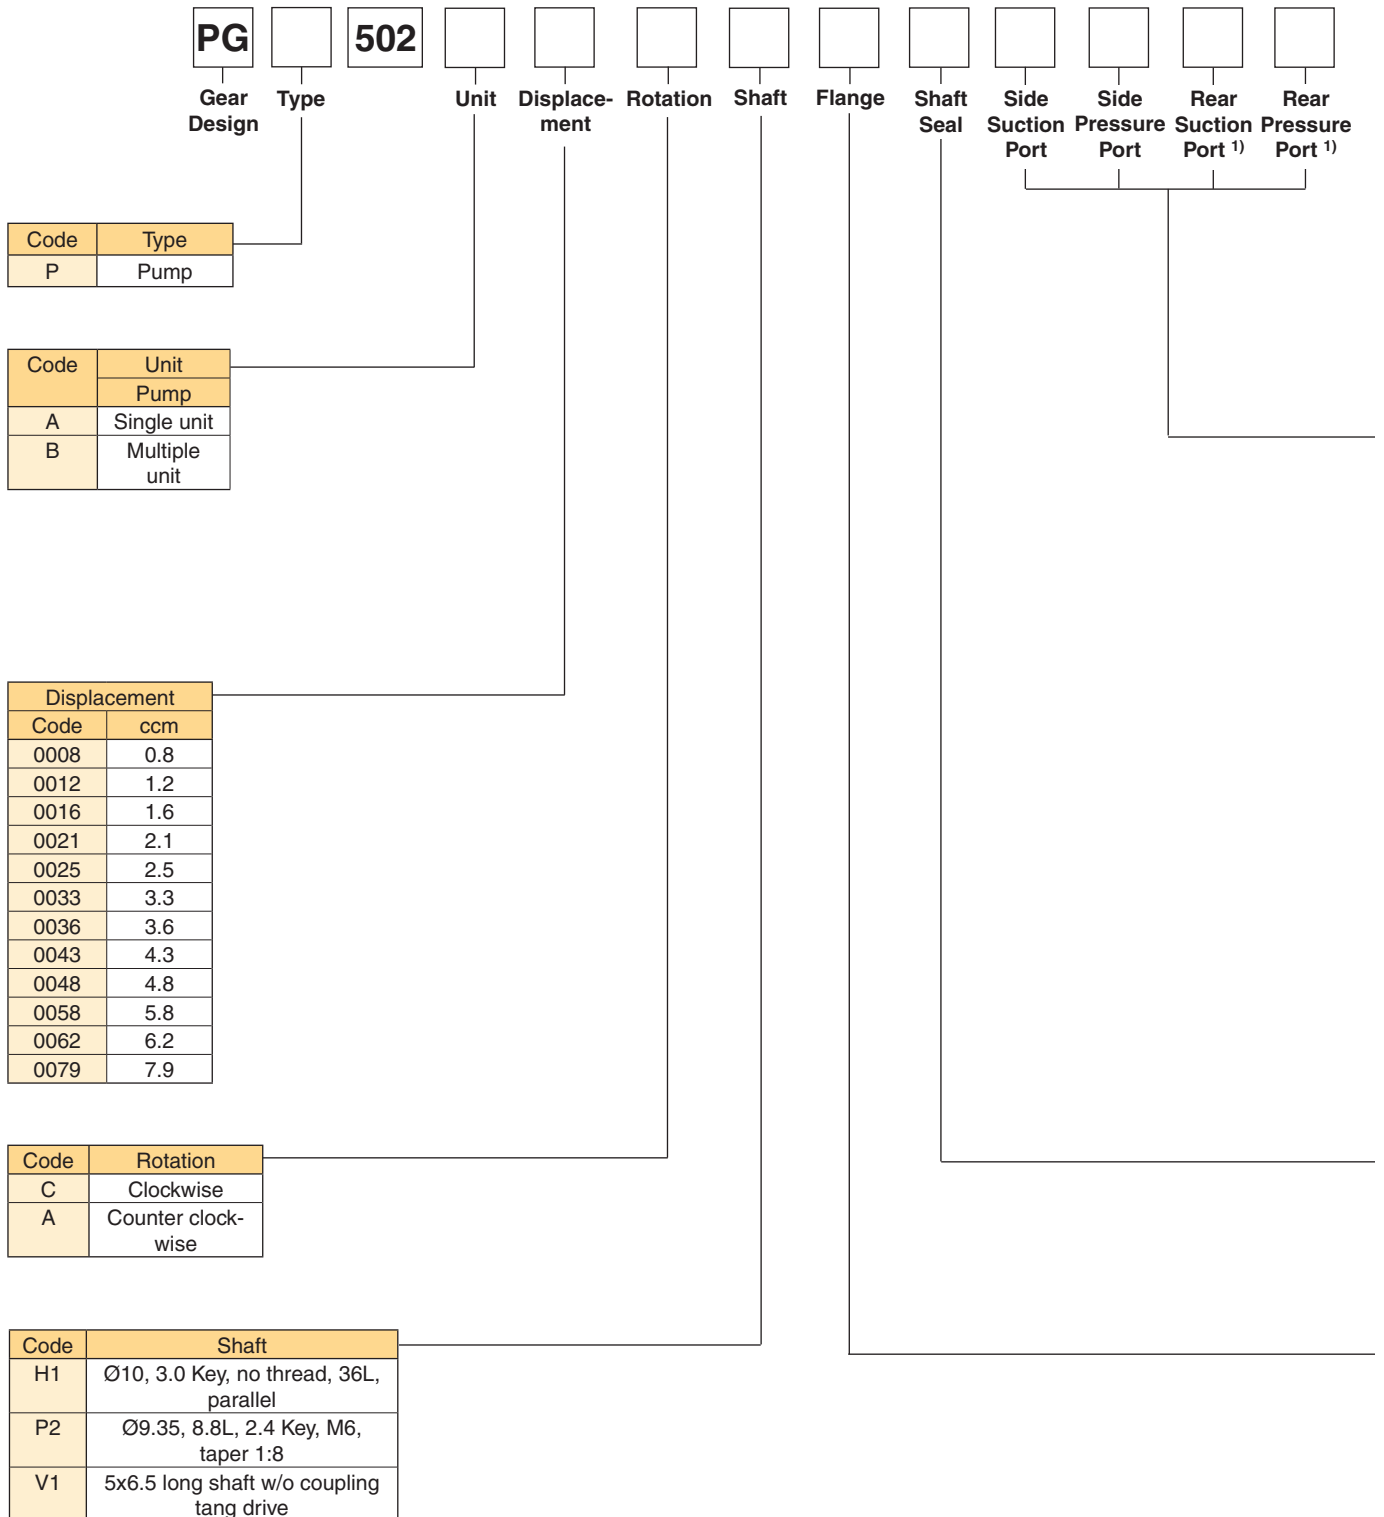 PG 502
Gear Type Unit Displace- Rotation Shaft Flange Shaft Side Side Rear Rear
Design ment Seal Suction Pressure Suction Pressure
Port Port Port 1) Port 1)
Code Type
P Pump
Code Unit
Pump
A Single unit
B Multiple
unit
Displacement
Code ccm
0008 0.8
0012 1.2
0016 1.6
0021 2.1
0025 2.5
0033 3.3
0036 3.6
0043 4.3
0048 4.8
0058 5.8
0062 6.2
0079 7.9
Code Rotation
C Clockwise
A Counter clock-
wise
Code Shaft
H1 Ø10, 3.0 Key, no thread, 36L,
parallel
P2 Ø9.35, 8.8L, 2.4 Key, M6,
taper 1:8
V1 5x6.5 long shaft w/o coupling
tang drive